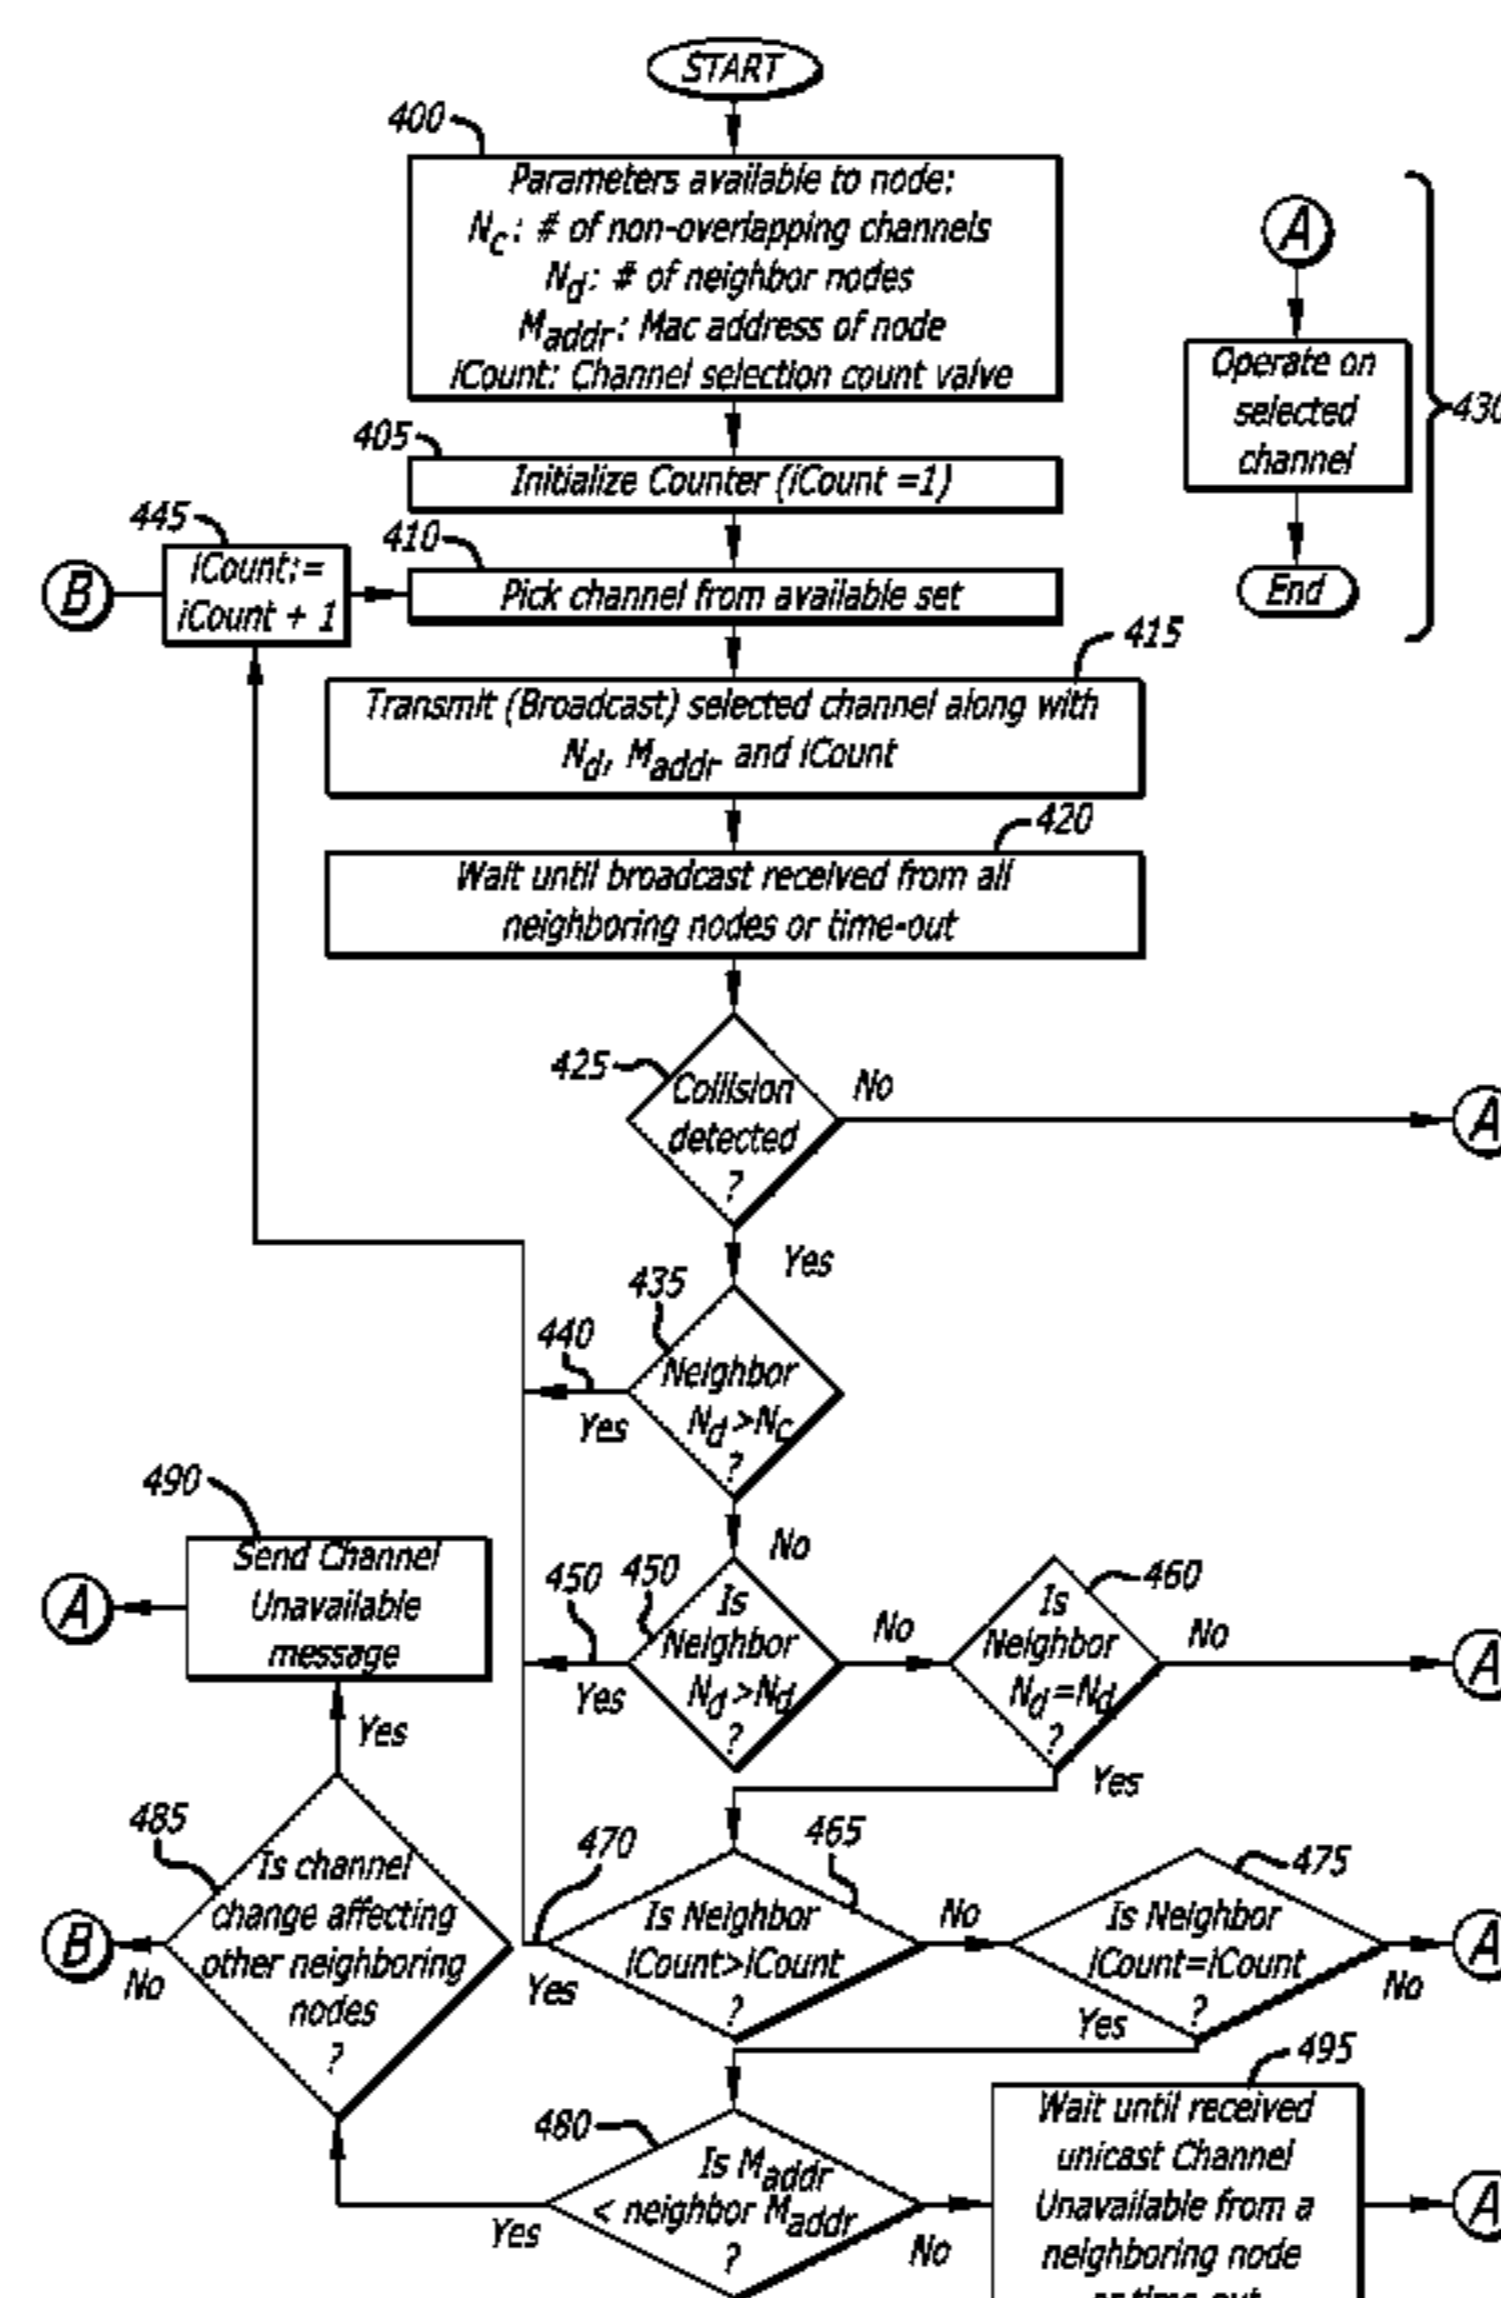 START
400
Parameters available to node:
Nc: # of non-overlapping channels
Nd: # of neighbor nodes
Maddr: Mac address of node
iCount: Channel selection count valve
A
Operate on
selected
channel
End
430
405
Initialize Counter (iCount =1)
445
B
iCount:=
iCount + 1
410
Pick channel from available set
415
Transmit (Broadcast) selected channel along with
Nd, Maddr and iCount
420
Wait until broadcast received from all
neighboring nodes or time-out
425
Collision
detected
?
No
A
Yes
435
440
Neighbor
Nd >Nc
?
Yes
No
490
Send Channel
Unavailable
message
A
Yes
450
450
Is
Neighbor
Nd >Nd
?
Yes
No
460
Is
Neighbor
Nd =Nd
?
No
A
Yes
485
Is channel
change affecting
other neighboring
nodes
?
B
No
470
465
Is Neighbor
iCount>iCount
?
Yes
No
475
Is Neighbor
iCount=iCount
?
Yes
No
A
480
Is Maddr
< neighbor Maddr
?
Yes
No
495
Wait until received
unicast Channel
Unavailable from a
neighboring node
or time-out
A